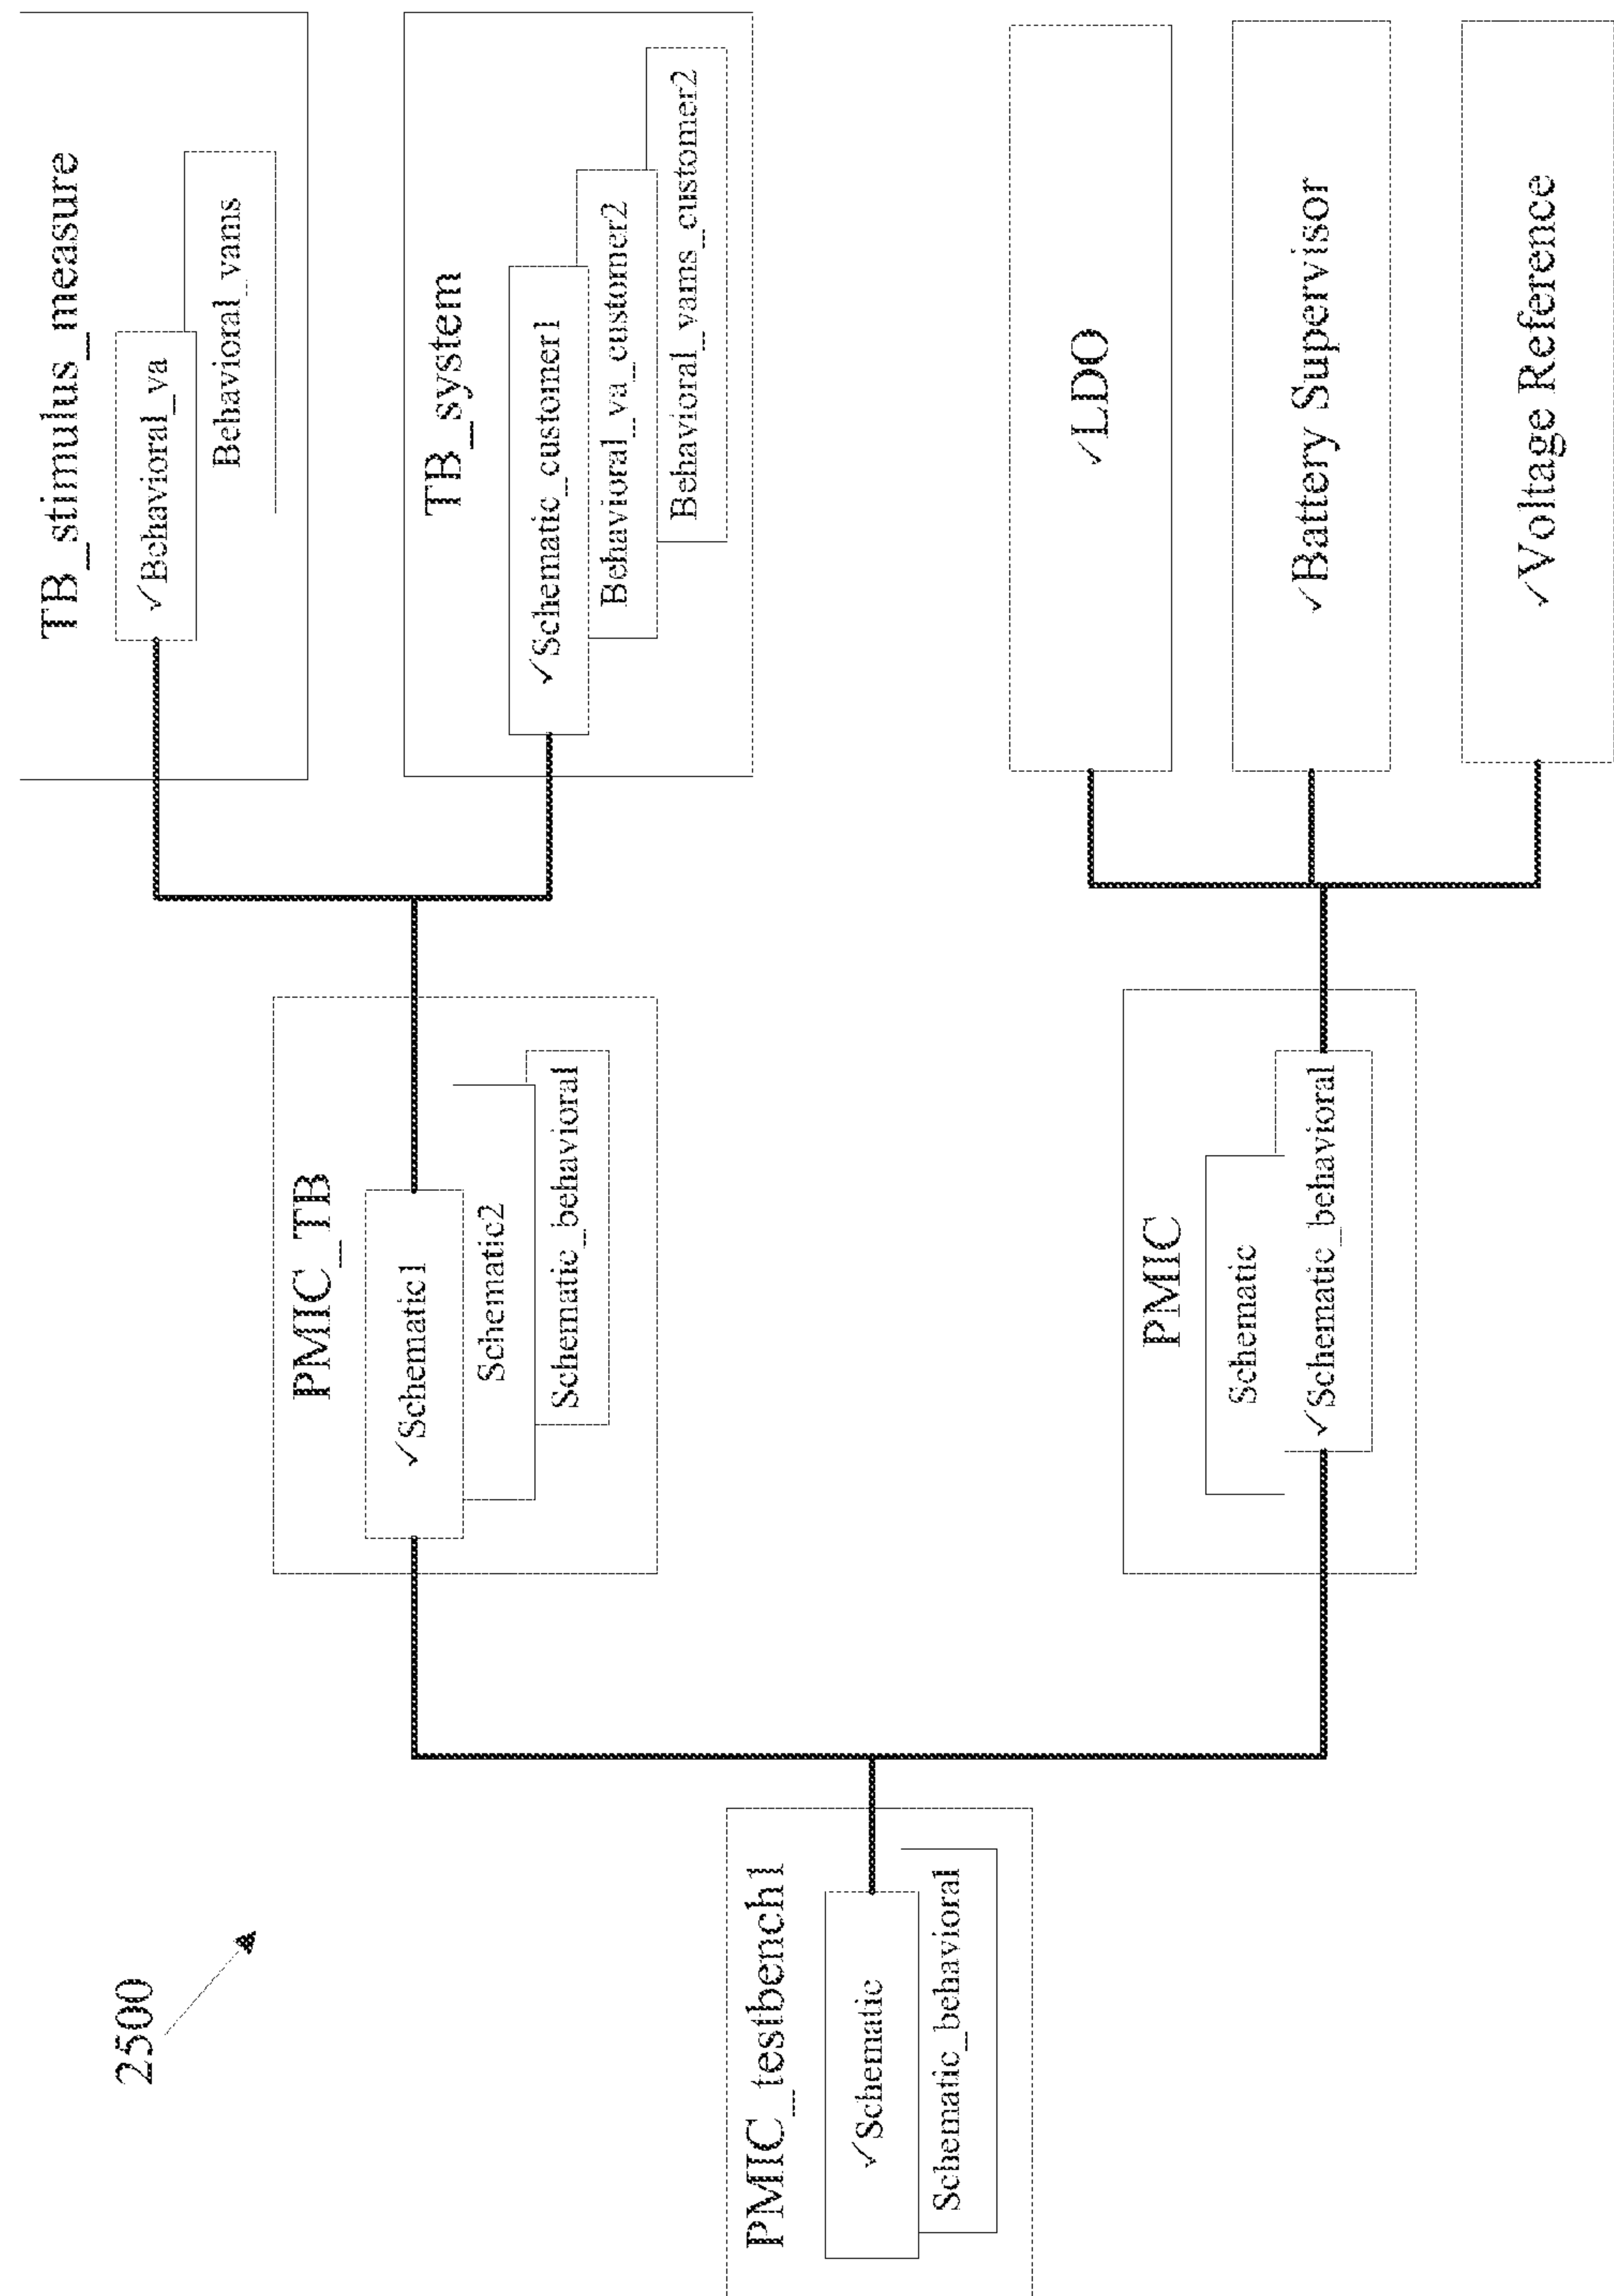 2500
PMIC_testbench1
✓Schematic
Schematic_behavioral
PMIC_TB
✓Schematic1
Schematic2
Schematic_behavioral
PMIC
Schematic
✓Schematic_behavioral
TB_stimulus_measure
✓Behavioral_va
Behavioral_vams
TB_system
✓Schematic_customer1
Behavioral_va_customer2
Behavioral_vams_customer2
✓LDO
✓Battery Supervisor
✓Voltage Reference